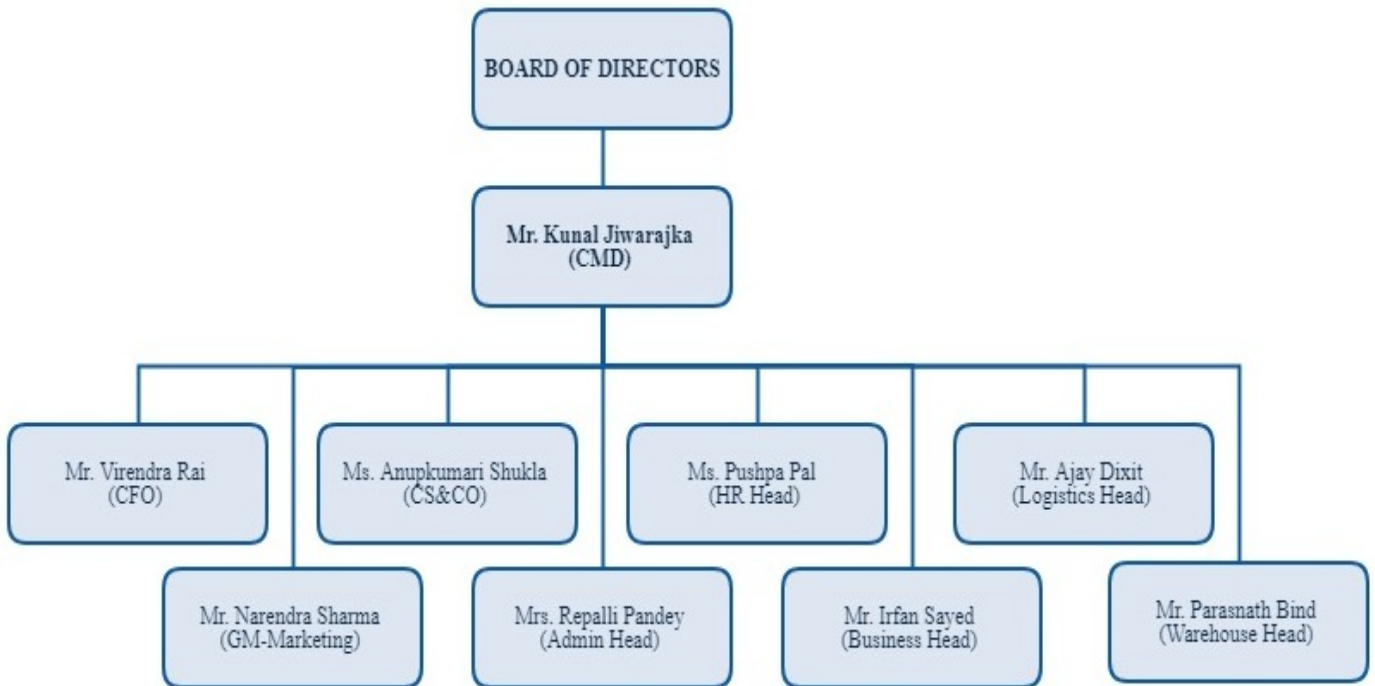 BOARD OF DIRECTORS
Mr. Kunal Jiwarajka
(CMD)
Mr. Virendra Rai
(CFO)
Ms. Anupkumari Shukla
(CS&CO)
Ms. Pushpa Pal
(HR Head)
Mr. Ajay Dixit
(Logistics Head)
Mr. Narendra Sharma
(GM-Marketing)
Mrs. Repalli Pandey
(Admin Head)
Mr. Irfan Sayed
(Business Head)
Mr. Parasnath Bind
(Warehouse Head)